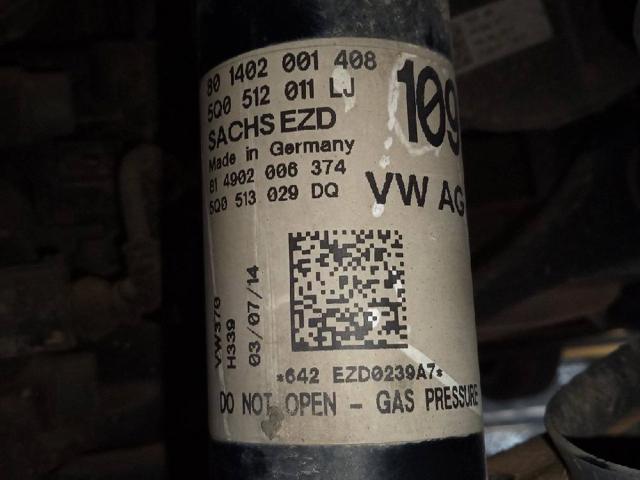 80 1402 001 408
5Q0 512 011 LJ
SACHS EZD
Made in Germany
81 4902 006 374
5Q0 513 029 DQ
109
VW AG
VW370
H339
03/07/14
*642 EZD0239A7*
DO NOT OPEN - GAS PRESSURE